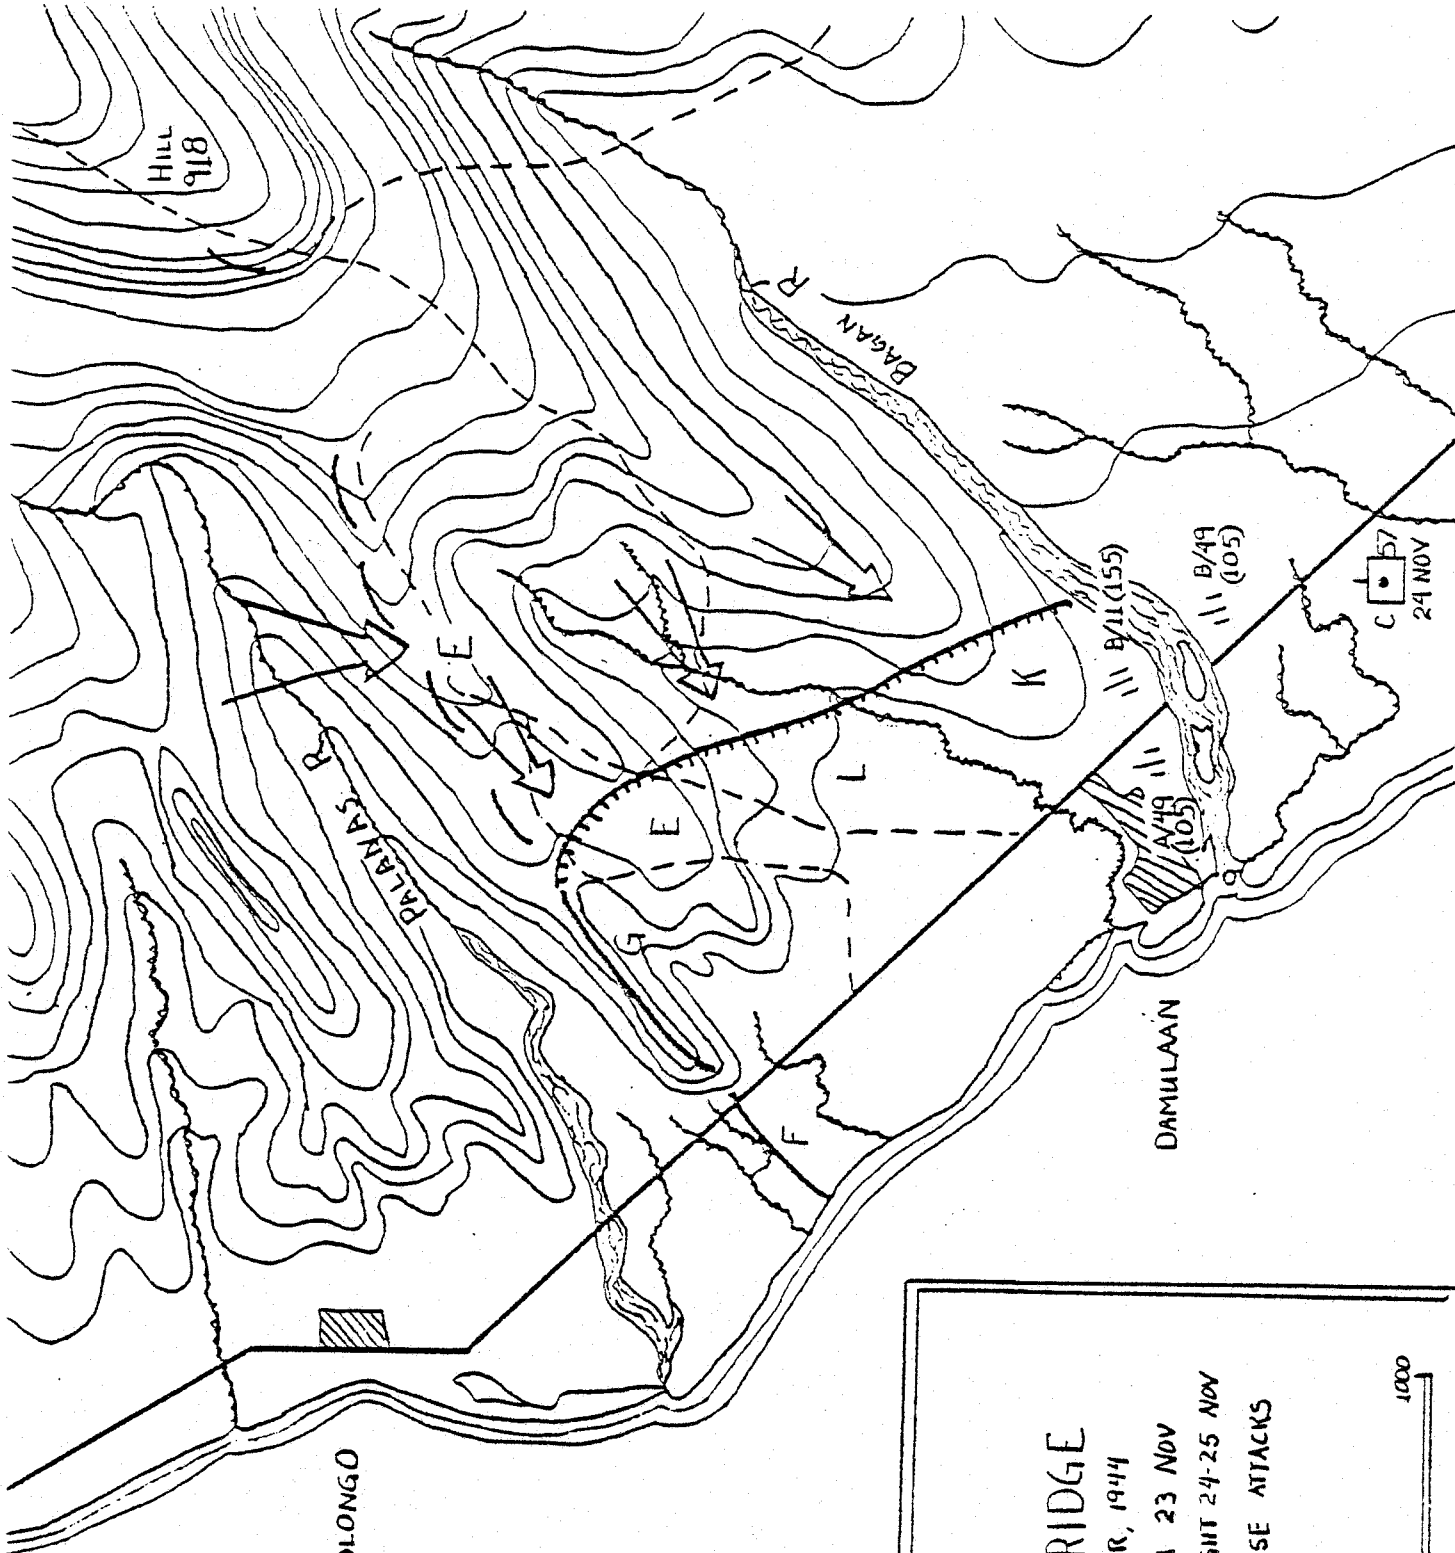 HILL
918
BAGAN R
PALANAS R
E
E
G
L
K
F
B/11 (155)
B/49
(105)
A/49
(105)
C
57
24 NOV
DAMULAAN
OLONGO
RIDGE
R, 1944
23 NOV
HT 24-25 NOV
SE ATTACKS
1000